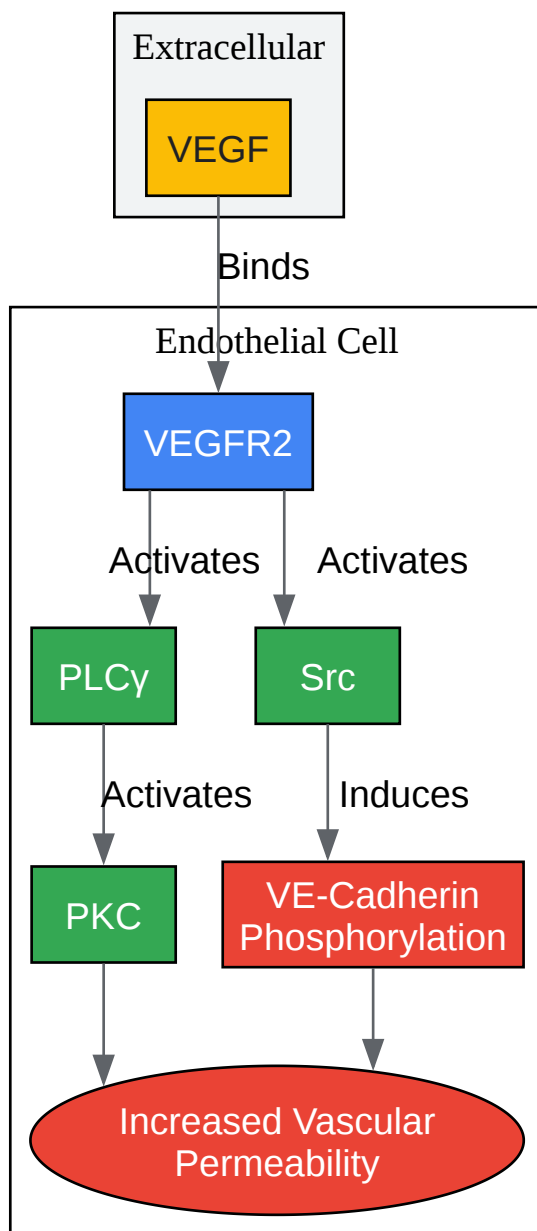 Extracellular
VEGF
Binds
Endothelial Cell
VEGFR2
Activates
Activates
PLCγ
Src
Activates
Induces
PKC
VE-Cadherin
Phosphorylation
Increased Vascular
Permeability